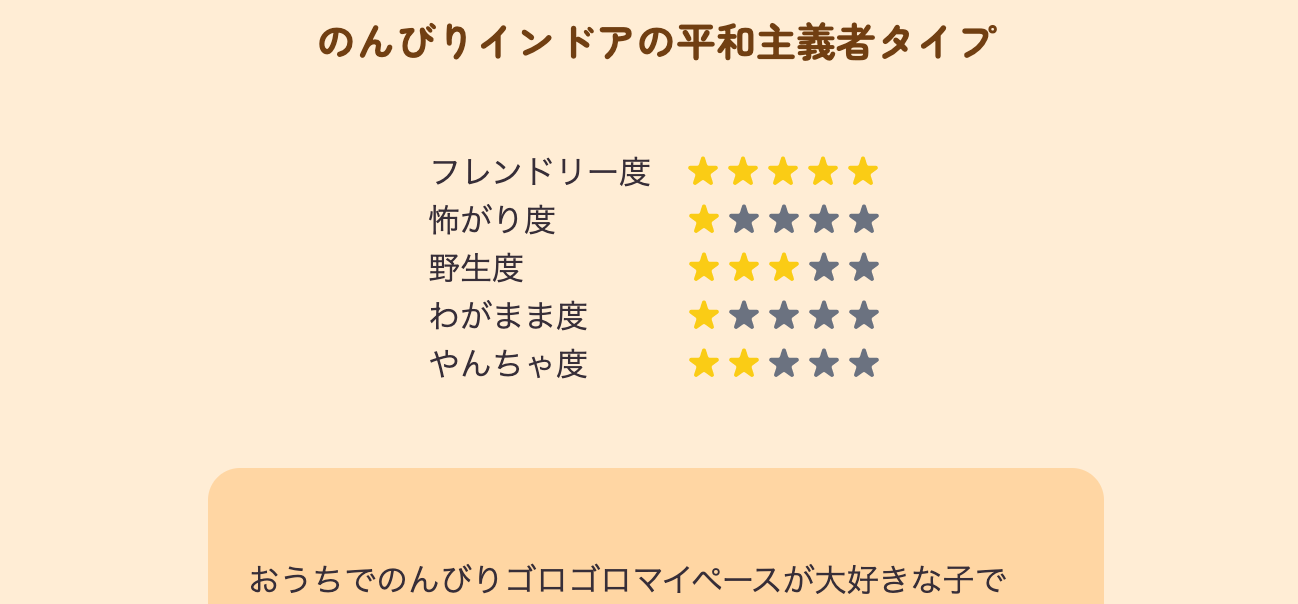 のんびりインドアの平和主義者タイプ
フレンドリー度 ★★★★★
怖がり度 ★★★★★
野生度 ★★★★★
わがまま度 ★★★★★
やんちゃ度 ★★★★★
おうちでのんびりゴロゴロマイペースが大好きな子で